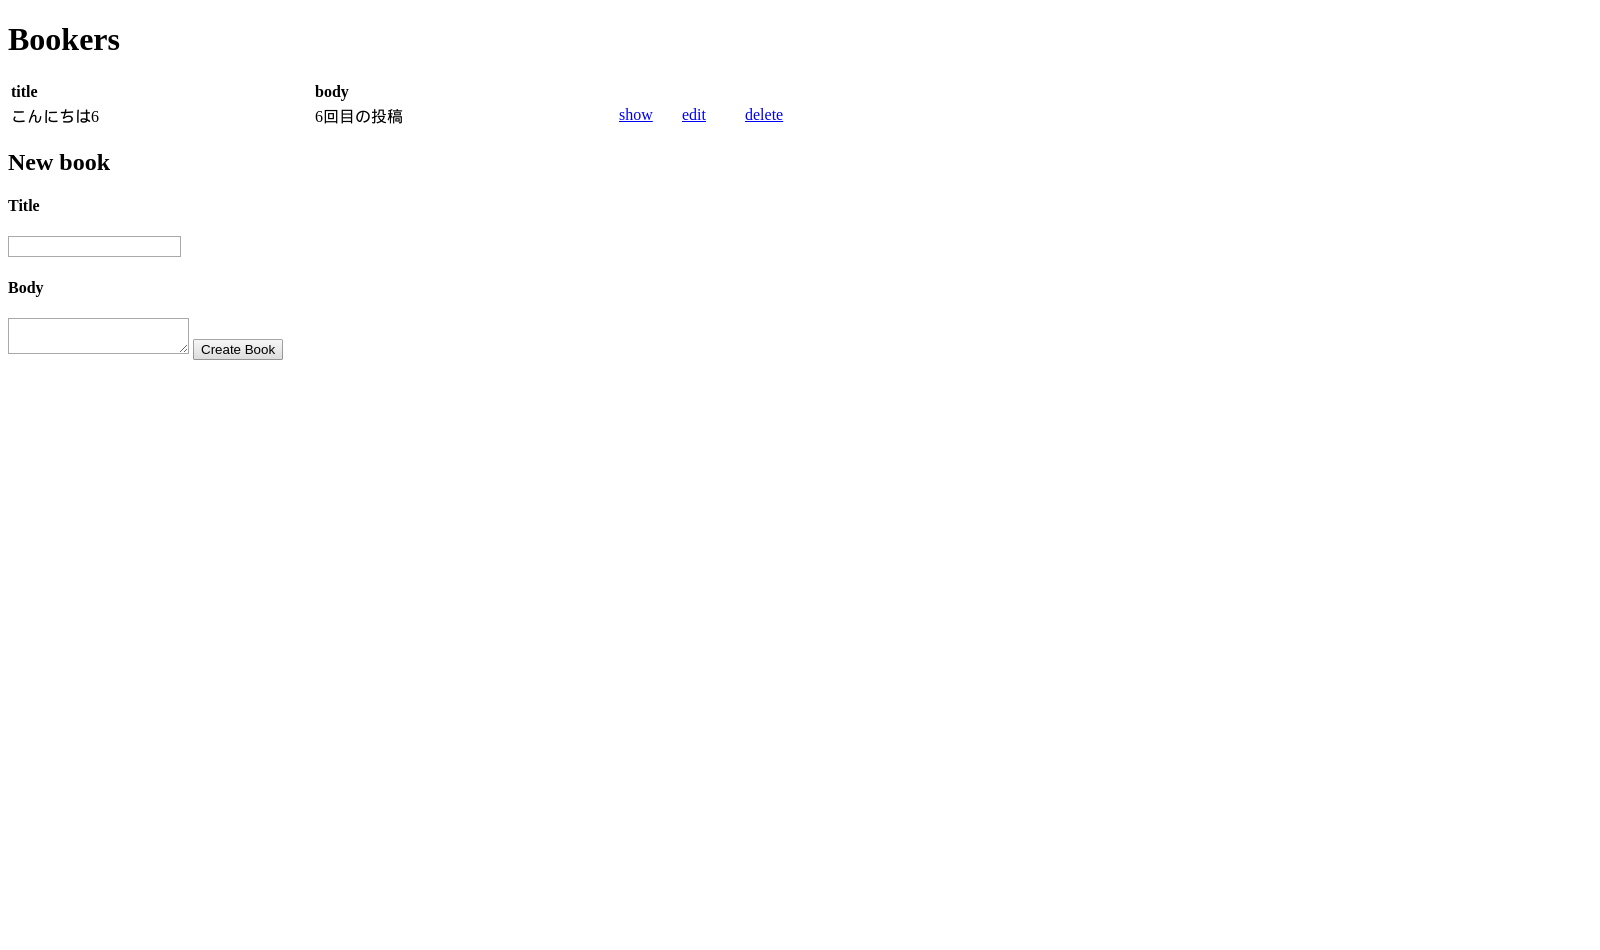 Bookers
title body
こんにちは6 6回目の投稿 show edit delete
New book
Title
Body
Create Book